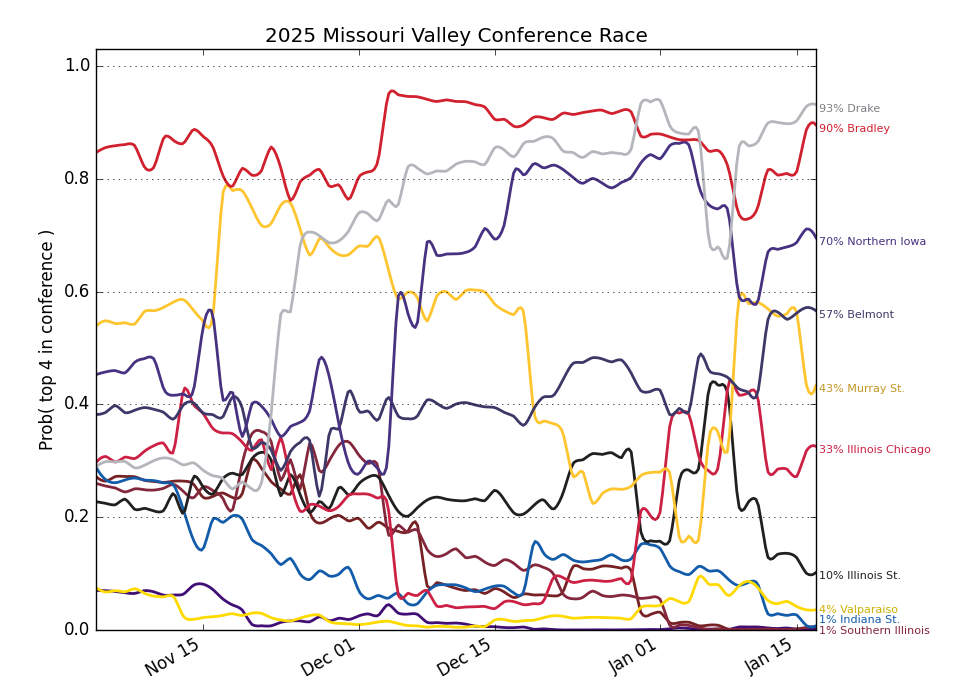 2025 Missouri Valley Conference Race
Prob( top 4 in conference )
1.0
0.8
0.6
0.4
0.2
0.0
Nov 15
Dec 01
Dec 15
Jan 01
Jan 15
93% Drake
90% Bradley
70% Northern Iowa
57% Belmont
43% Murray St.
33% Illinois Chicago
10% Illinois St.
4% Valparaiso
1% Indiana St.
1% Southern Illinois